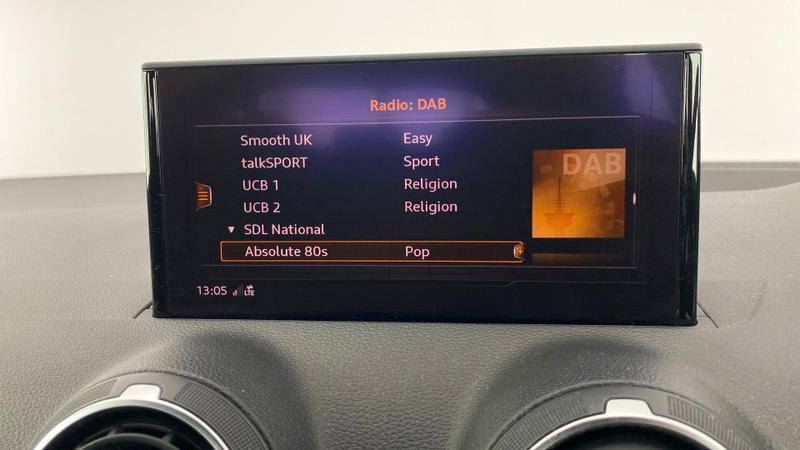 Radio: DAB
Smooth UK Easy
talkSPORT Sport
UCB 1 Religion
UCB 2 Religion
▼ SDL National
Absolute 80s Pop
DAB
13:05 LTE